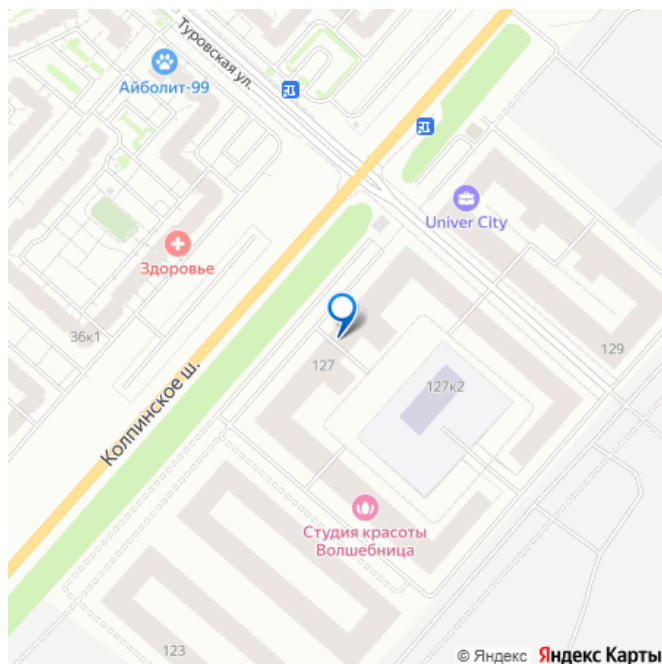 Туровская ул.
Айболит-99
Univer City
Здоровье
36к1
127
129
127к2
Колпинское ш.
Студия красоты
Волшебница
123
© Яндекс Яндекс Карты